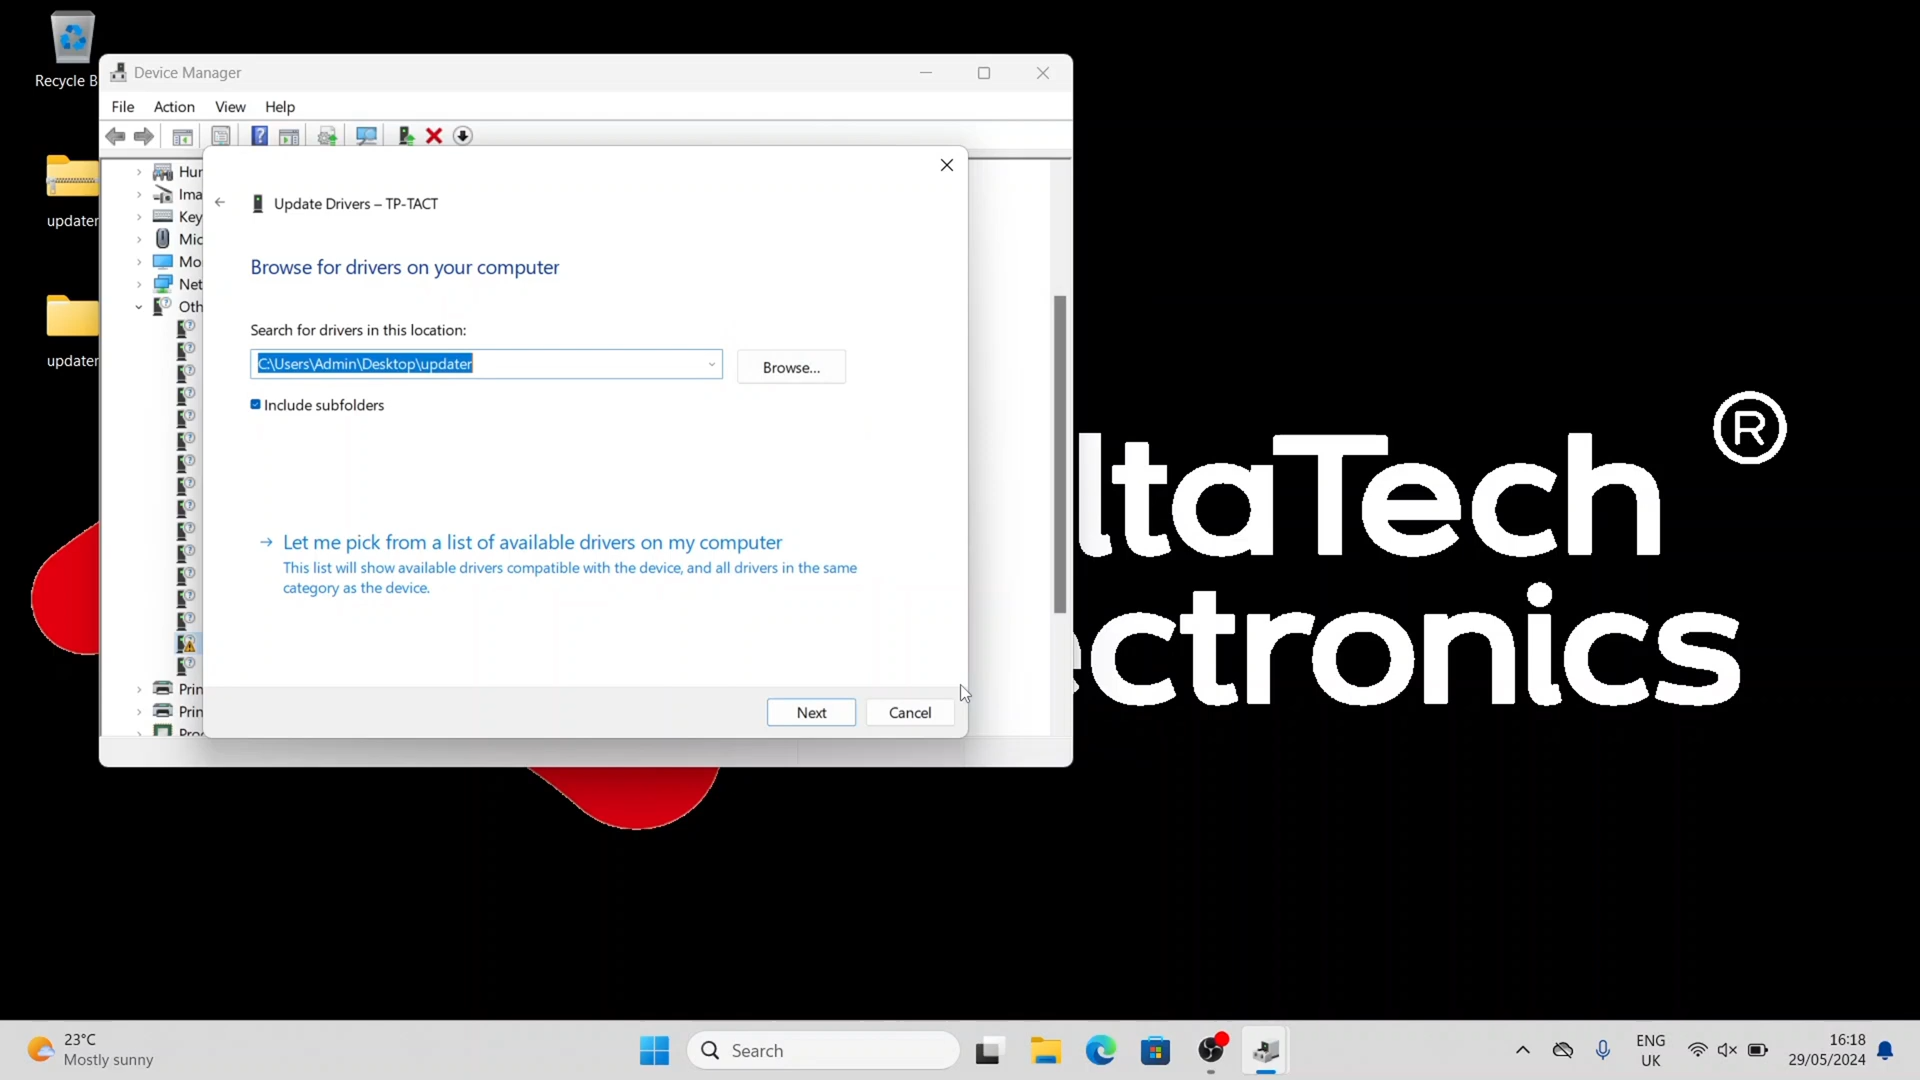 Recycle B
Device Manager
File Action View Help
updater
updater
Hur
Ima
Key
Mic
Mo
Net
Oth
Prin
Prin
Pro
Update Drivers – TP-TACT
Browse for drivers on your computer
Search for drivers in this location:
C:\Users\Admin\Desktop\updater
Browse...
Include subfolders
Let me pick from a list of available drivers on my computer
This list will show available drivers compatible with the device, and all drivers in the same
category as the device.
Next
Cancel
ltaTech ®
ectronics
23°C
Mostly sunny
Search
ENG
UK
16:18
29/05/2024